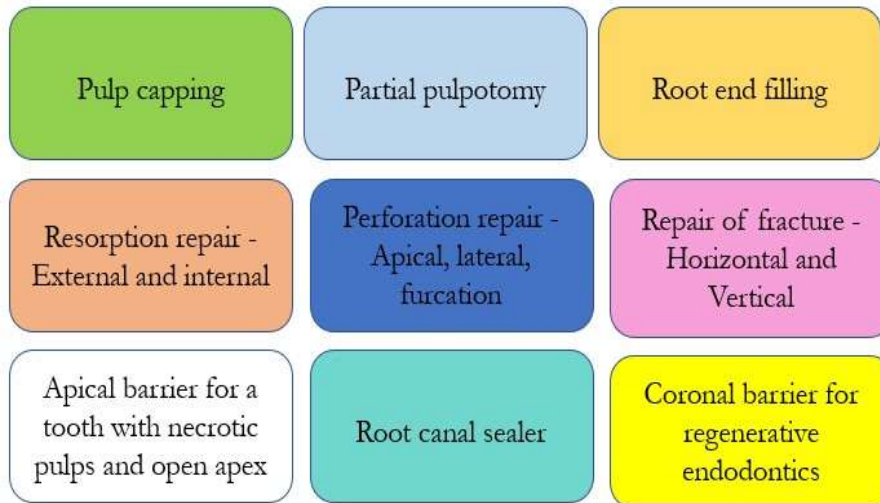 Pulp capping
Partial pulpotomy
Root end filling
Resorption repair -
External and internal
Perforation repair -
Apical, lateral,
furcation
Repair of fracture -
Horizontal and
Vertical
Apical barrier for a
tooth with necrotic
pulps and open apex
Root canal sealer
Coronal barrier for
regenerative
endodontics